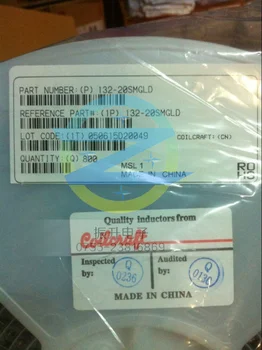 PART NUMBER:(P) 132-20SMGLD
REFERENCE PART#:(1P) 132-20SMGLD
LOT CODE:(1T) 050615D20049
COILCRAFT:(CN)
QUANTITY:(Q) 800
MSL 1
MADE IN CHINA
RO
HS
Quality Inductors from
Coilcraft
Inspected by:
Q
0236
Audited by:
Q
MADE IN CHINA